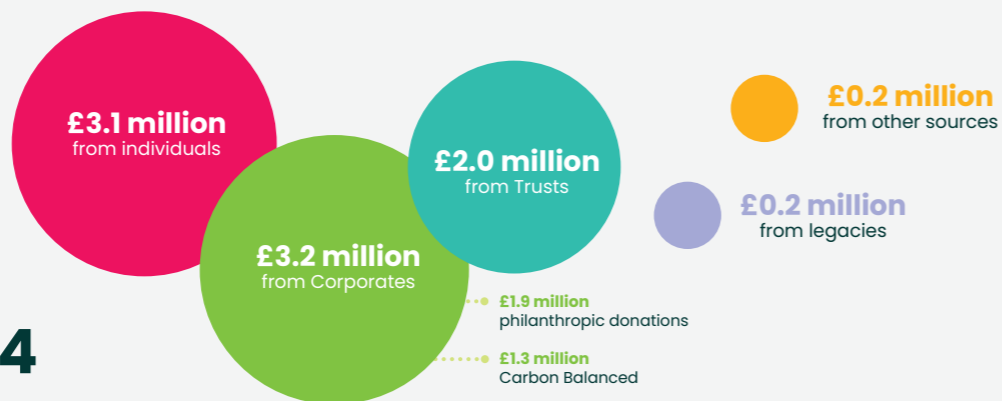 £3.1 million
from individuals
£3.2 million
from Corporates
£1.9 million
philanthropic donations
£1.3 million
Carbon Balanced
£2.0 million
from Trusts
£0.2 million
from other sources
£0.2 million
from legacies
4